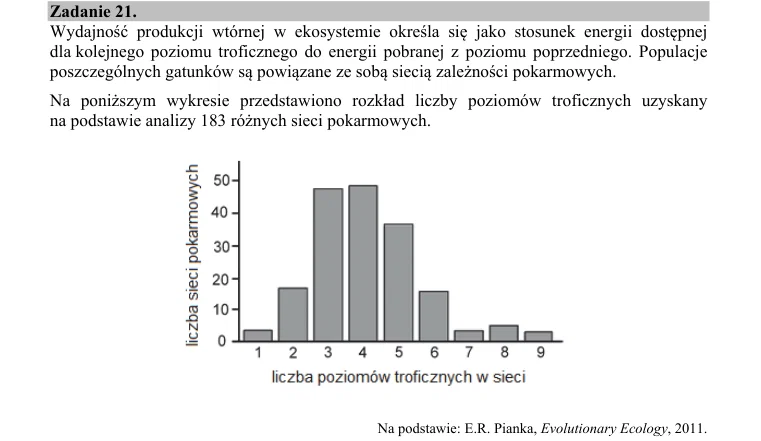 Zadanie 21.
Wydajność produkcji wtórnej w ekosystemie określa się jako stosunek energii dostępnej
dla kolejnego poziomu troficznego do energii pobranej z poziomu poprzedniego. Populacje
poszczególnych gatunków są powiązane ze sobą siecią zależności pokarmowych.
Na poniższym wykresie przedstawiono rozkład liczby poziomów troficznych uzyskany
na podstawie analizy 183 różnych sieci pokarmowych.
liczba sieci pokarmowych
50
40
30
20
10
0
1 2 3 4 5 6 7 8 9
liczba poziomów troficznych w sieci
Na podstawie: E.R. Pianka, Evolutionary Ecology, 2011.